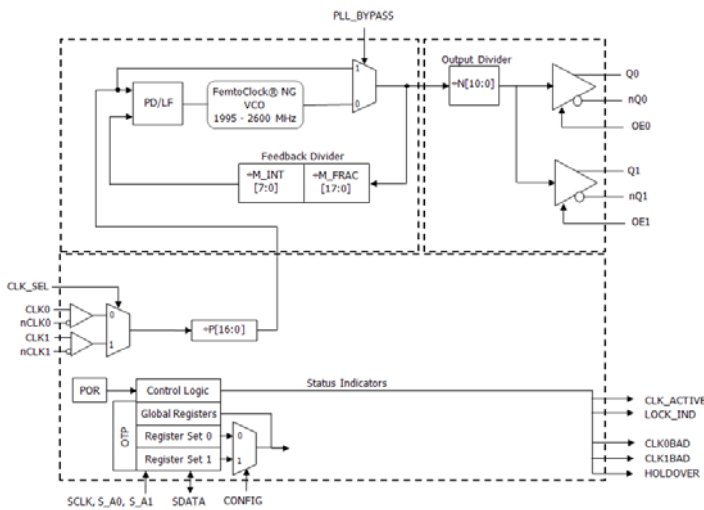 PLL_BYPASS
Output Divider
÷N[10:0]
Q0
nQ0
OE0
1
0
PD/LF
FemtoClock® NG
VCO
1995 - 2600 MHz
Feedback Divider
÷M_INT
[7:0]
÷M_FRAC
[17:0]
Q1
nQ1
OE1
CLK_SEL
CLK0
nCLK0
CLK1
nCLK1
0
1
÷P[16:0]
POR
Control Logic
Status Indicators
OTP
Global Registers
Register Set 0
Register Set 1
0
1
CLK_ACTIVE
LOCK_IND
CLK0BAD
CLK1BAD
HOLDOVER
SCLK, S_A0, S_A1
SDATA
CONFIG